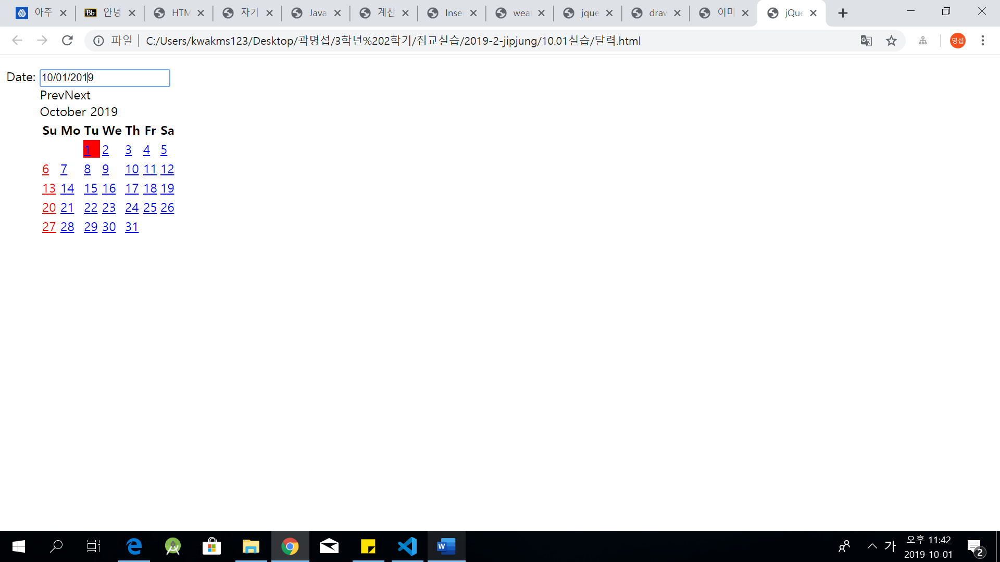 아주 안녕 HTM 자기 Java 계산 Inse weat jque draw 이미 jQue
파일 C:/Users/kwakms123/Desktop/곽명섭/3학년%202학기/집교실습/2019-2-jipjung/10.01실습/달력.html 명섭
Date: 10/01/2019
PrevNext
October 2019
Su Mo Tu We Th Fr Sa
1 2 3 4 5
6 7 8 9 10 11 12
13 14 15 16 17 18 19
20 21 22 23 24 25 26
27 28 29 30 31
가 오후 11:42
2019-10-01 2